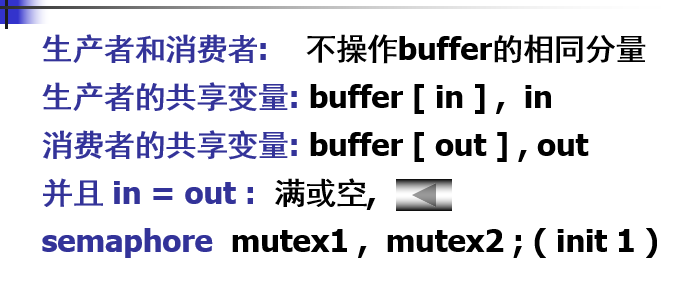 生产者和消费者: 不操作buffer的相同分量
生产者的共享变量: buffer [ in ] , in
消费者的共享变量: buffer [ out ] , out
并且 in = out : 满或空,
semaphore mutex1 , mutex2 ; ( init 1 )